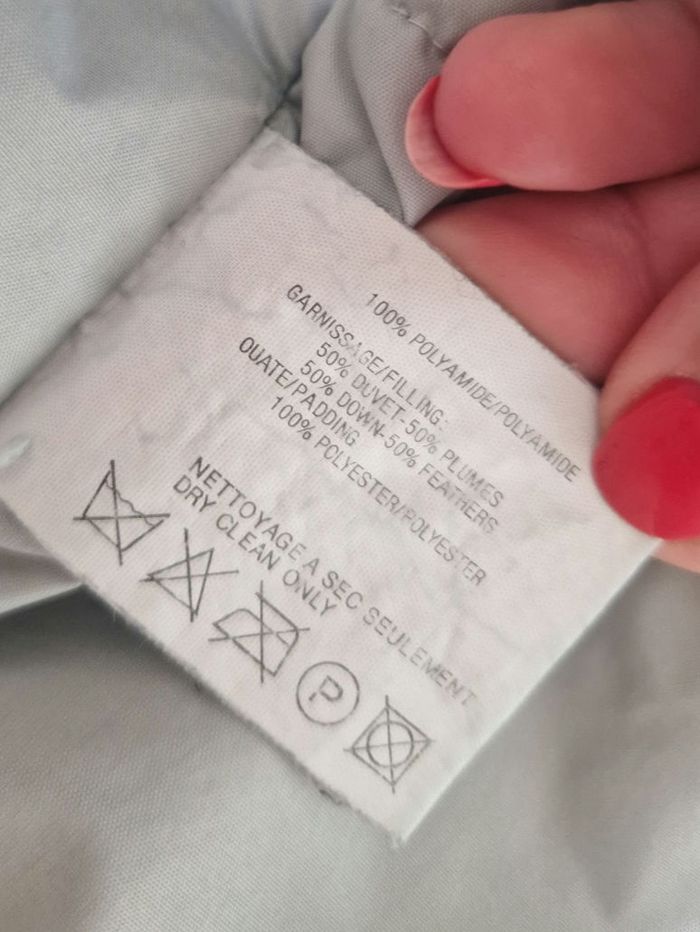 100% POLYAMIDE/POLYAMIDE
GARNISSAGE/FILLING:
50% DUVET-50% PLUMES
50% DOWN-50% FEATHERS
OUATE/PADDING
100% POLYESTER/POLYESTER
NETTOYAGE A SEC SEULEMENT
DRY CLEAN ONLY
P